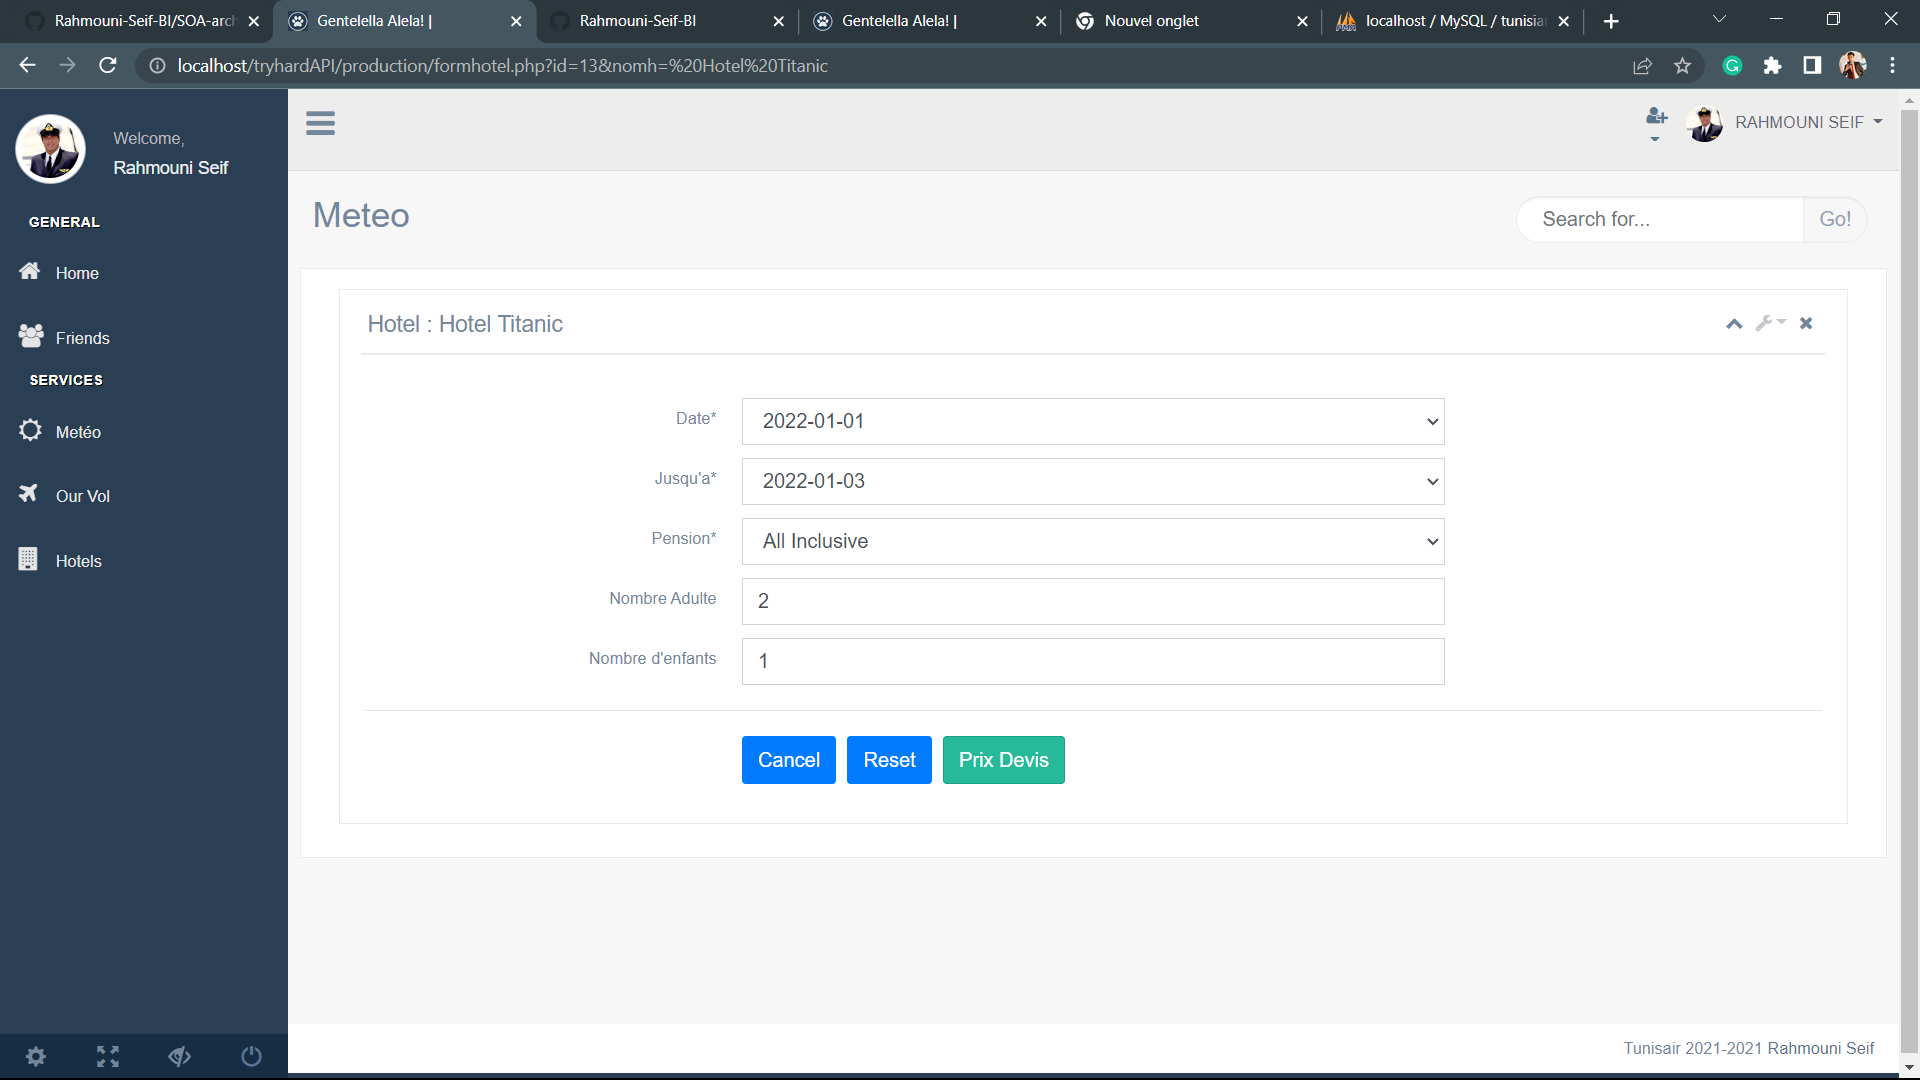 Rahmouni-Seif-BI/SOA-arch
Gentelella Alela! |
Rahmouni-Seif-BI
Gentelella Alela! |
Nouvel onglet
localhost / MySQL / tunisiar
localhost/tryhardAPI/production/formhotel.php?id=13&nomh=%20Hotel%20Titanic
Welcome,
Rahmouni Seif
GENERAL
Home
Friends
SERVICES
Metéo
Our Vol
Hotels
RAHMOUNI SEIF
Meteo
Search for...
Go!
Hotel : Hotel Titanic
Date*
2022-01-01
Jusqu'a*
2022-01-03
Pension*
All Inclusive
Nombre Adulte
2
Nombre d'enfants
1
Cancel
Reset
Prix Devis
Tunisair 2021-2021 Rahmouni Seif